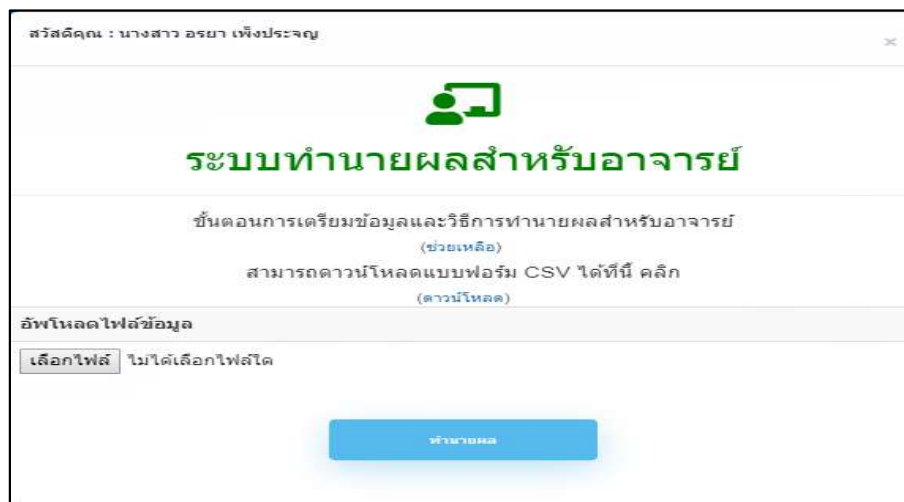 สวัสดีคุณ : นางสาว อรยา เพ็งประจญ
×
ระบบทำนายผลสำหรับอาจารย์
ขั้นตอนการเตรียมข้อมูลและวิธีการทำนายผลสำหรับอาจารย์
(ช่วยเหลือ)
สามารถดาวน์โหลดแบบฟอร์ม CSV ได้ที่นี้ คลิก
(ดาวน์โหลด)
อัพโหลดไฟล์ข้อมูล
เลือกไฟล์ ไม่ได้เลือกไฟล์ใด
ทำนายผล